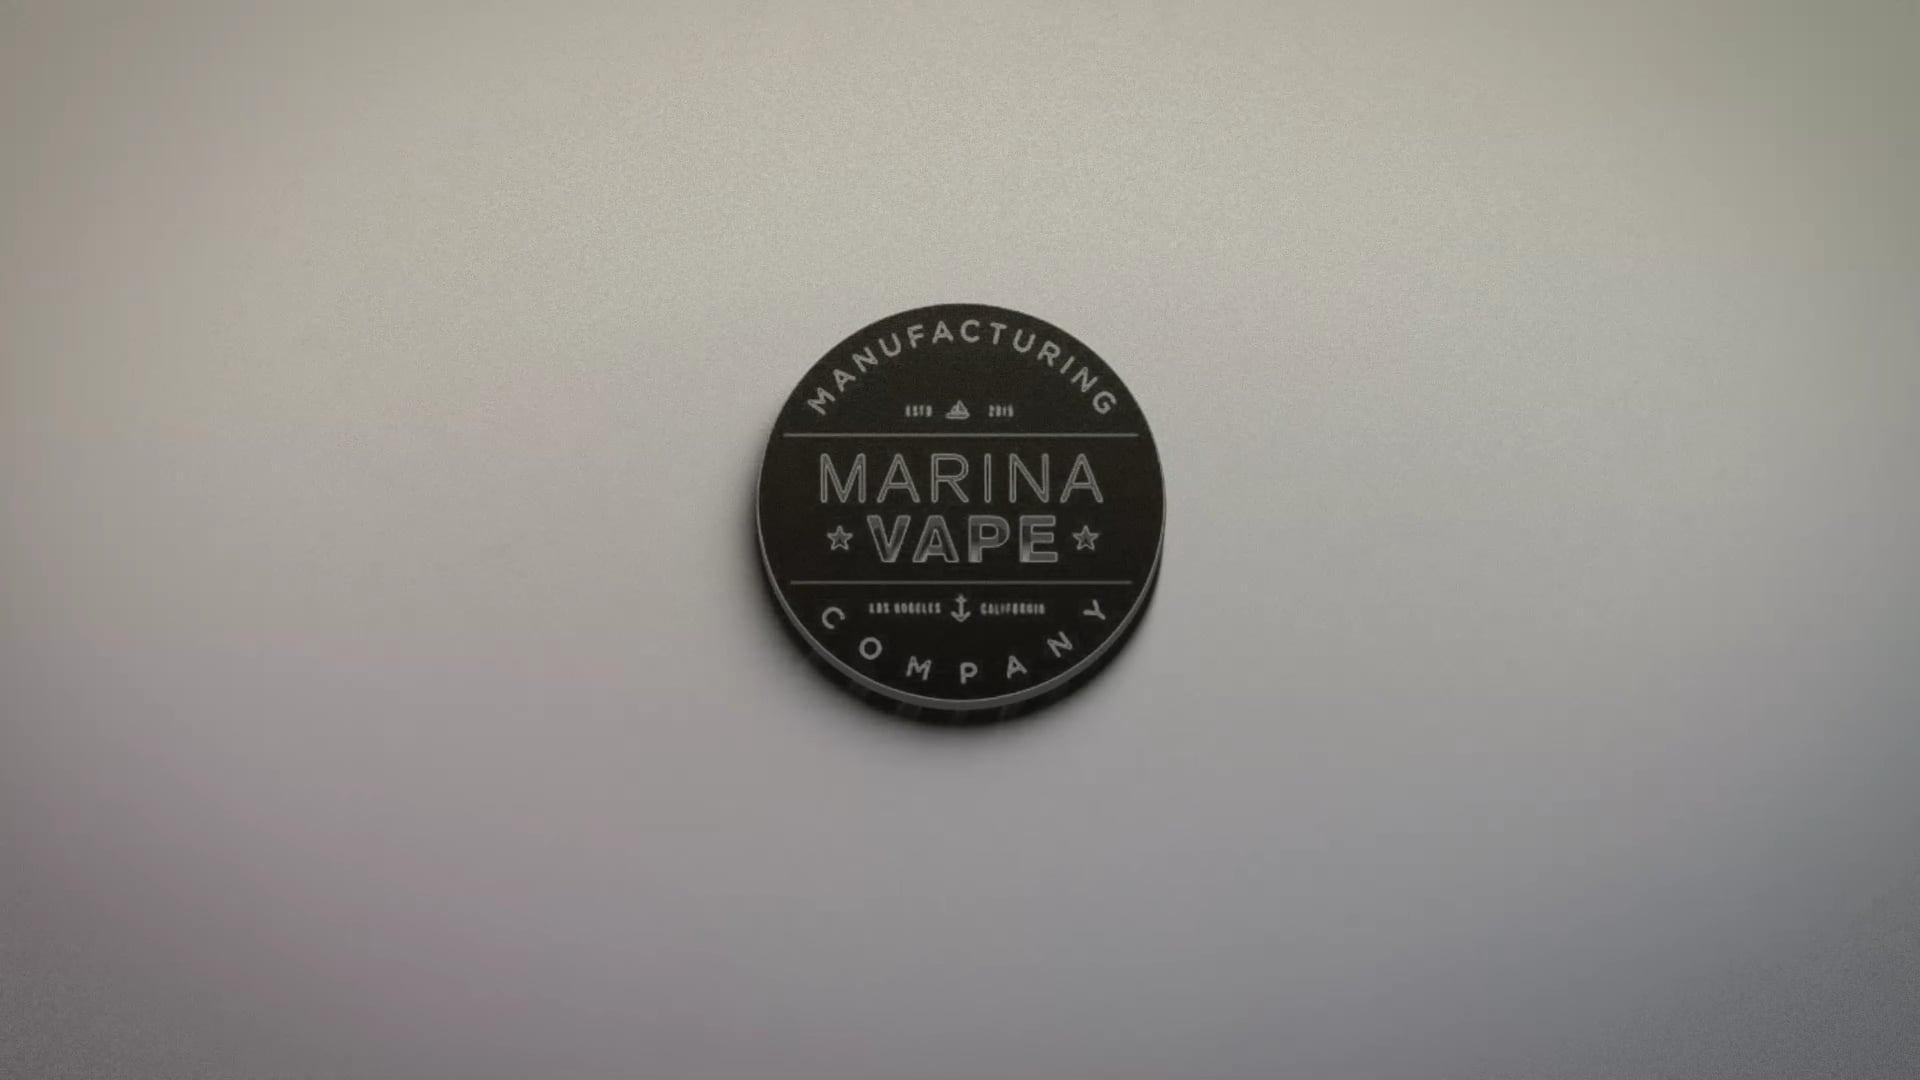 MANUFACTURING
ESTD 2015
MARINA
VAPE
LOS ANGELES CALIFORNIA
COMPANY